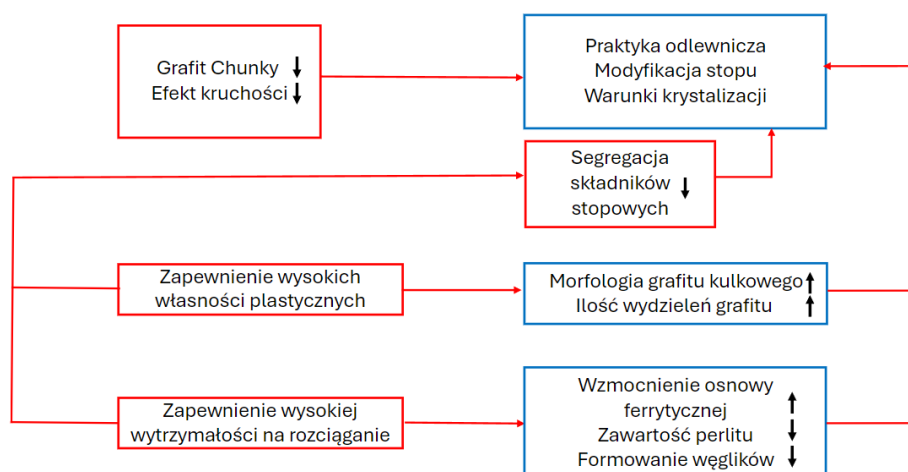 Grafit Chunky
Efekt kruchości
Praktyka odlewnicza
Modyfikacja stopu
Warunki krystalizacji
Segregacja
składników
stopowych
Zapewnienie wysokich
własności plastycznych
Morfologia grafitu kulkowego
Ilość wydzieleń grafitu
Zapewnienie wysokiej
wytrzymałości na rozciąganie
Wzmocnienie osnowy
ferrytycznej
Zawartość perlitu
Formowanie węglików